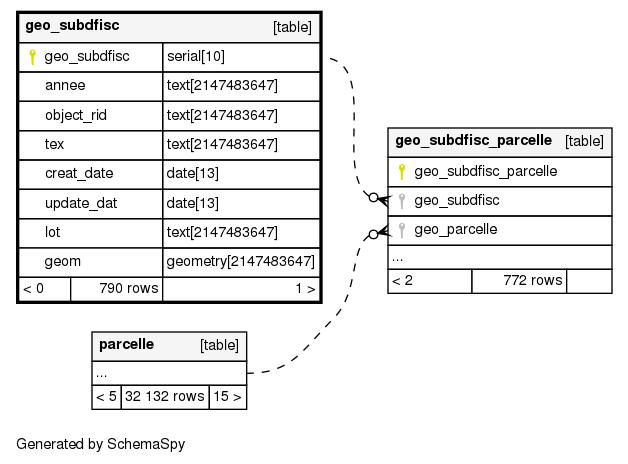 geo_subdfisc [table]
geo_subdfisc serial[10]
annee text[2147483647]
object_rid text[2147483647]
tex text[2147483647]
creat_date date[13]
update_dat date[13]
lot text[2147483647]
geom geometry[2147483647]
< 0 790 rows 1 >
geo_subdfisc_parcelle [table]
geo_subdfisc_parcelle
geo_subdfisc
geo_parcelle
...
< 2 772 rows
parcelle [table]
...
< 5 32 132 rows 15 >
Generated by SchemaSpy